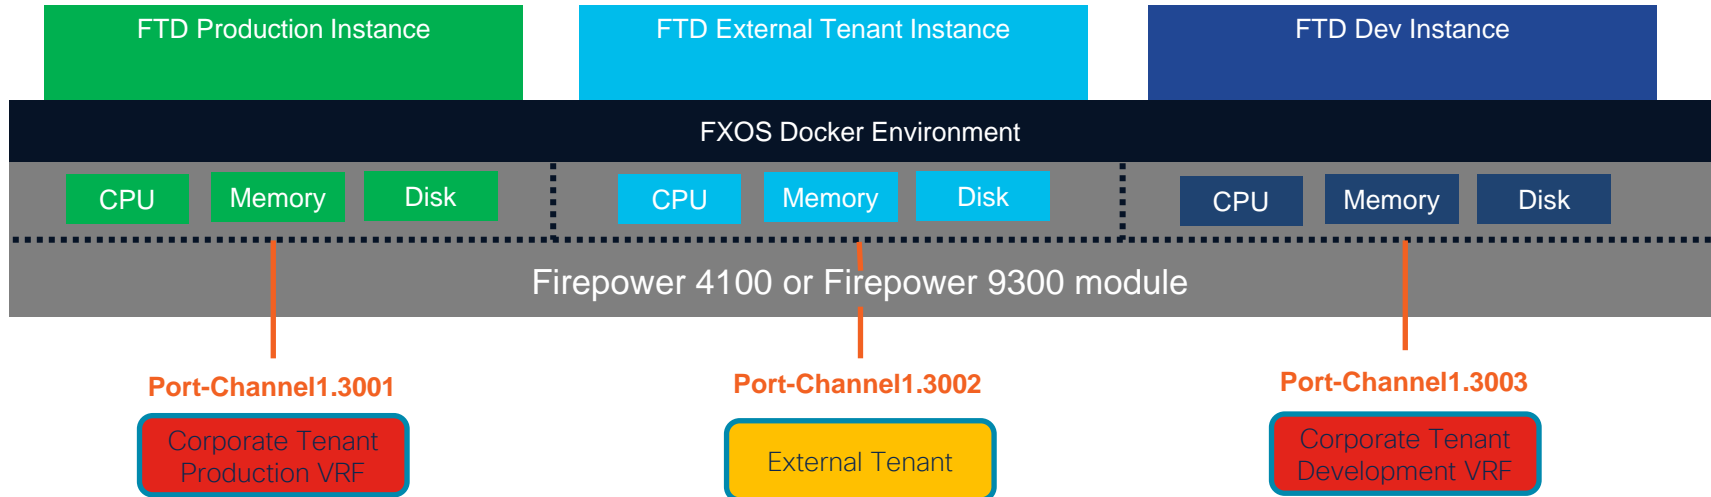 FTD Production Instance
FTD External Tenant Instance
FTD Dev Instance
FXOS Docker Environment
CPU
Memory
Disk
CPU
Memory
Disk
CPU
Memory
Disk
Firepower 4100 or Firepower 9300 module
Port-Channel1.3001
Port-Channel1.3002
Port-Channel1.3003
Corporate Tenant
Production VRF
External Tenant
Corporate Tenant
Development VRF